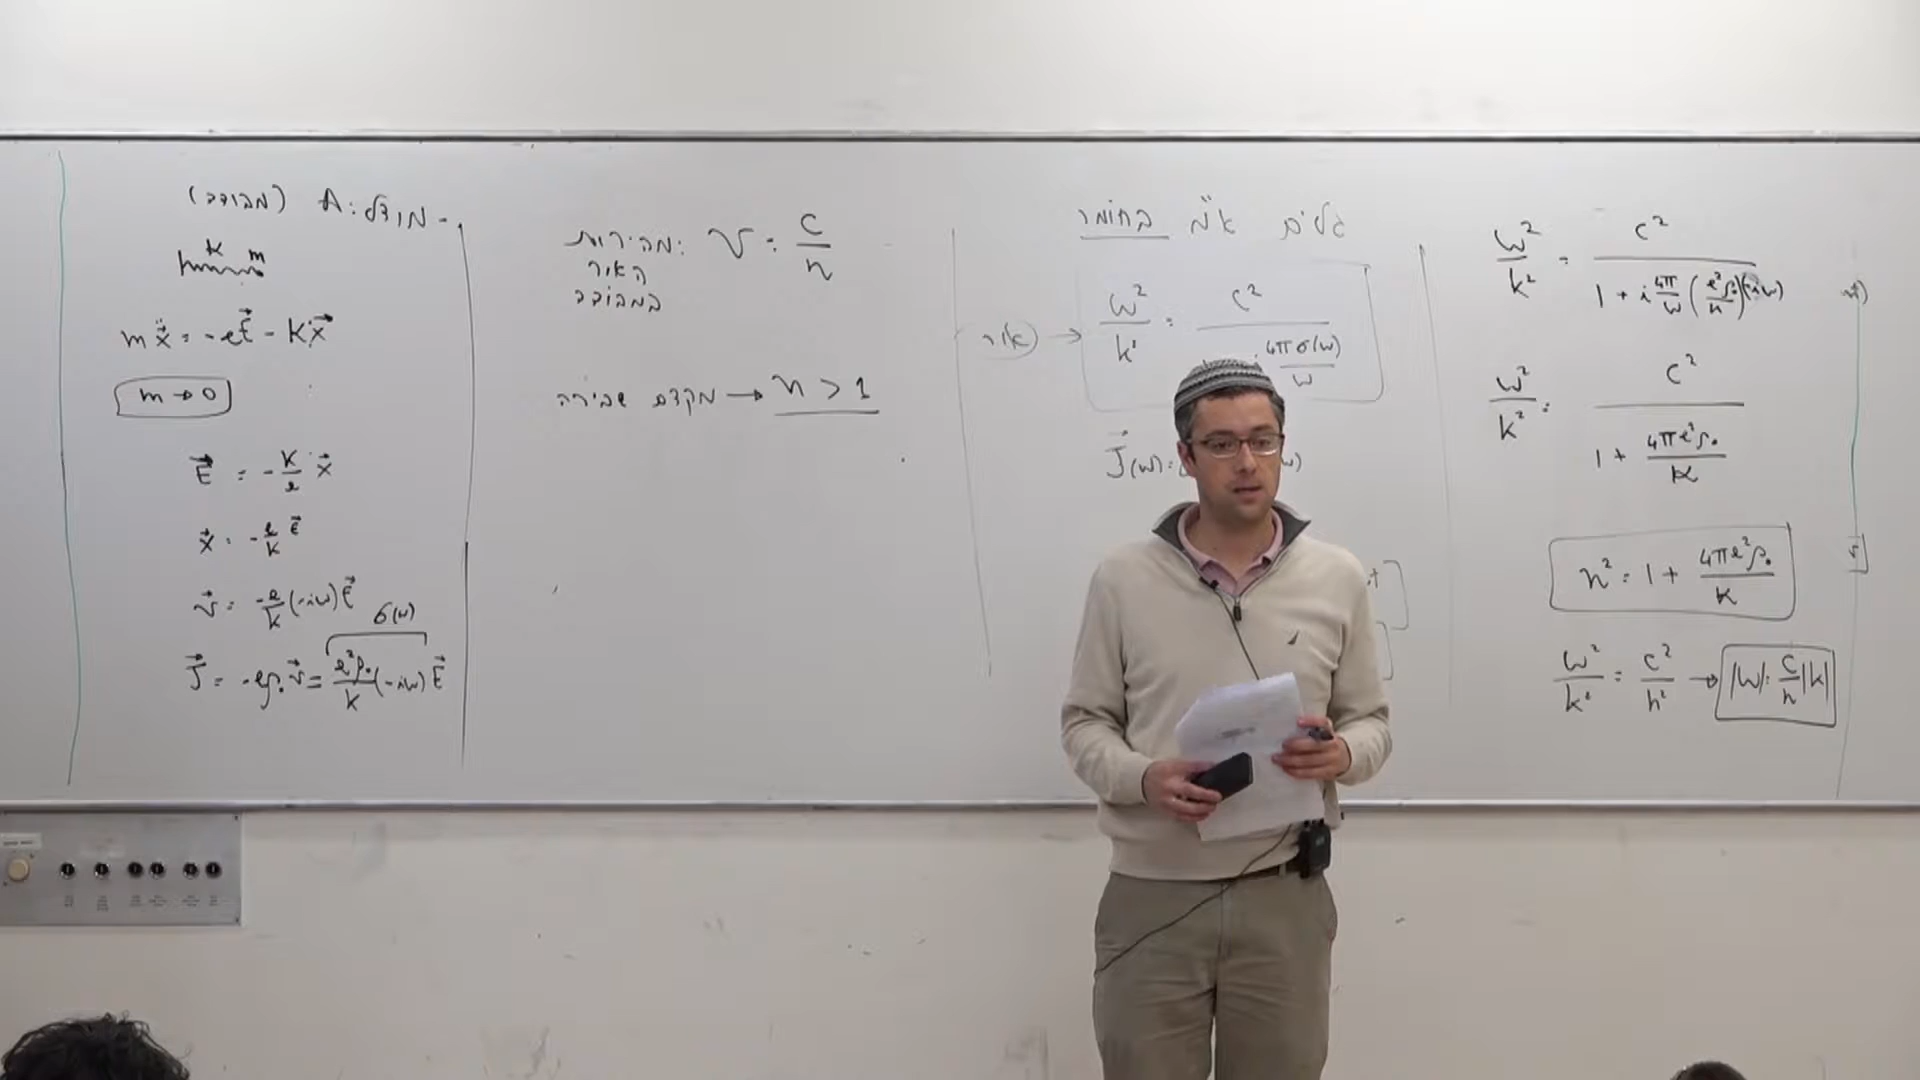 - מודל A: (מבודד)
K m
mẍ = -eE⃗ - Kx⃗
m → 0
E⃗ = -K/e x⃗
x⃗ = -e/K E⃗
v⃗ = -e/K (-iω)E⃗
σ(ω)
J⃗ = -eρ₀v⃗ = e²ρ₀/K (-iω)E⃗
מהירות: v = c/n
האור
במבודד
מקדם שבירה → n > 1
גלים א"מ בחומר
אור → ω²/k² = c²/ 4πσ(ω)/ω
J⃗(ω) =
ω²/k² = c²/(1 + i 4π/ω (e²ρ₀/K)(-iω))
ω²/k² = c²/(1 + 4πe²ρ₀/K)
n² = 1 + 4πe²ρ₀/K
ω²/k² = c²/n² → |ω| = c/n |k|